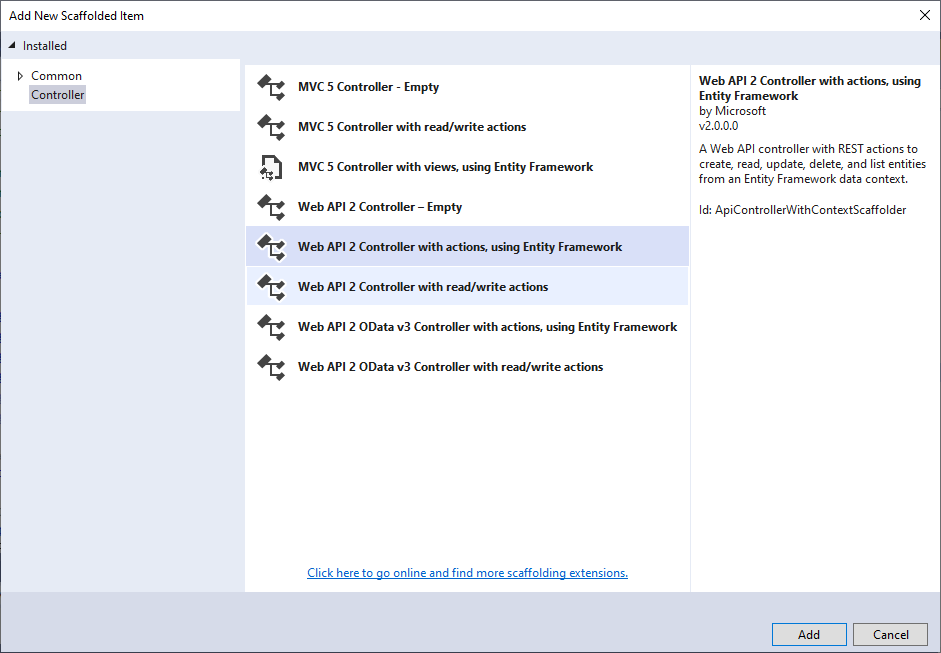 Add New Scaffolded Item
Installed
Common
Controller
MVC 5 Controller - Empty
MVC 5 Controller with read/write actions
MVC 5 Controller with views, using Entity Framework
Web API 2 Controller – Empty
Web API 2 Controller with actions, using Entity Framework
Web API 2 Controller with read/write actions
Web API 2 OData v3 Controller with actions, using Entity Framework
Web API 2 OData v3 Controller with read/write actions
Click here to go online and find more scaffolding extensions.
Web API 2 Controller with actions, using
Entity Framework
by Microsoft
v2.0.0.0
A Web API controller with REST actions to
create, read, update, delete, and list entities
from an Entity Framework data context.
Id: ApiControllerWithContextScaffolder
Add
Cancel